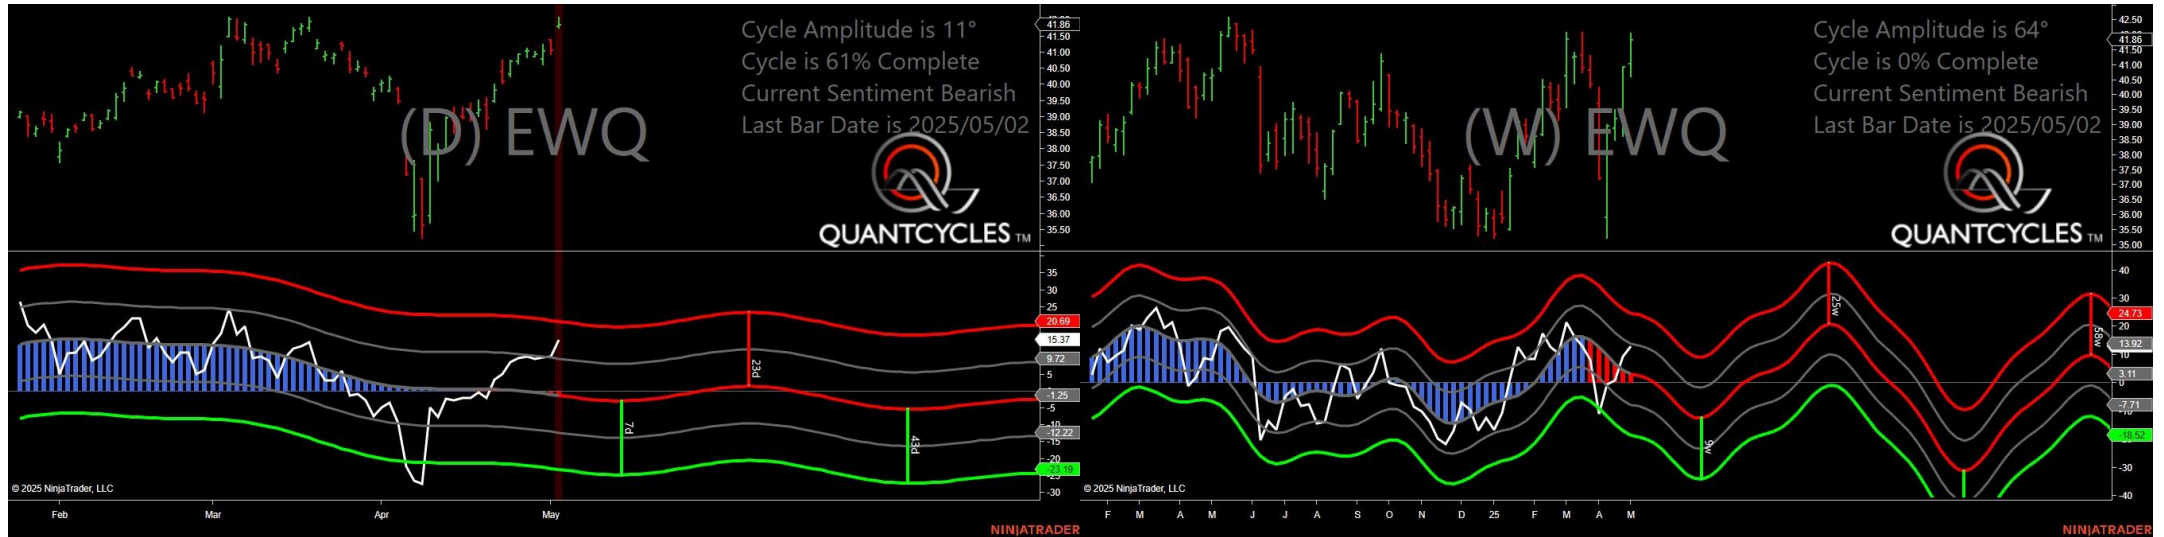 Cycle Amplitude is 11°
Cycle is 61% Complete
Current Sentiment Bearish
Last Bar Date is 2025/05/02
(D) EWQ
QUANTCYCLES TM
41.86
41.50
41.00
40.50
40.00
39.50
39.00
38.50
38.00
37.50
37.00
36.50
36.00
35.50
35
30
25
20.69
15.37
9.72
5
-1.25
-5
-10
-12.22
-15
-20
-23.19
-30
7d
23d
43d
© 2025 NinjaTrader, LLC
Feb
Mar
Apr
May
NINJATRADER
Cycle Amplitude is 64°
Cycle is 0% Complete
Current Sentiment Bearish
Last Bar Date is 2025/05/02
(W) EWQ
QUANTCYCLES TM
42.50
41.86
41.50
41.00
40.50
40.00
39.50
39.00
38.50
38.00
37.50
37.00
36.50
36.00
35.50
35.00
40
30
24.73
20
13.92
10
3.11
0
-7.71
-18.52
-30
-40
9w
25w
58w
© 2025 NinjaTrader, LLC
F
M
A
M
J
J
A
S
O
N
D
25
F
M
A
M
NINJATRADER